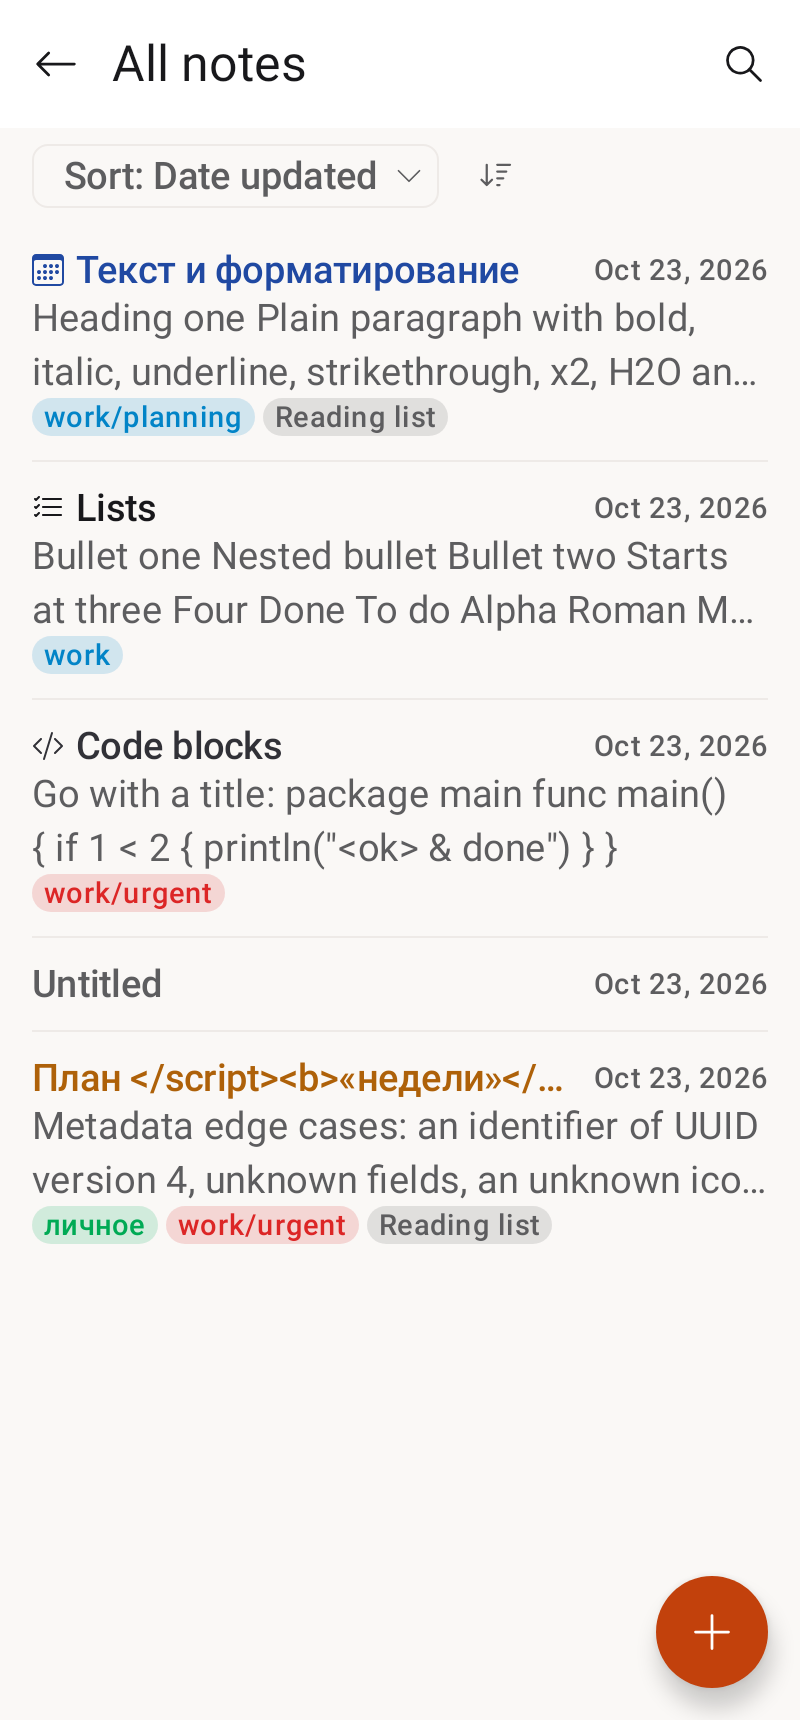 All notes
Sort: Date updated
Текст и форматирование Oct 23, 2026
Heading one Plain paragraph with bold,
italic, underline, strikethrough, x2, H2O an…
work/planning Reading list
Lists Oct 23, 2026
Bullet one Nested bullet Bullet two Starts
at three Four Done To do Alpha Roman M…
work
Code blocks Oct 23, 2026
Go with a title: package main func main()
{ if 1 < 2 { println("<ok> & done") } }
work/urgent
Untitled Oct 23, 2026
План </script><b>«недели»</… Oct 23, 2026
Metadata edge cases: an identifier of UUID
version 4, unknown fields, an unknown ico…
личное work/urgent Reading list